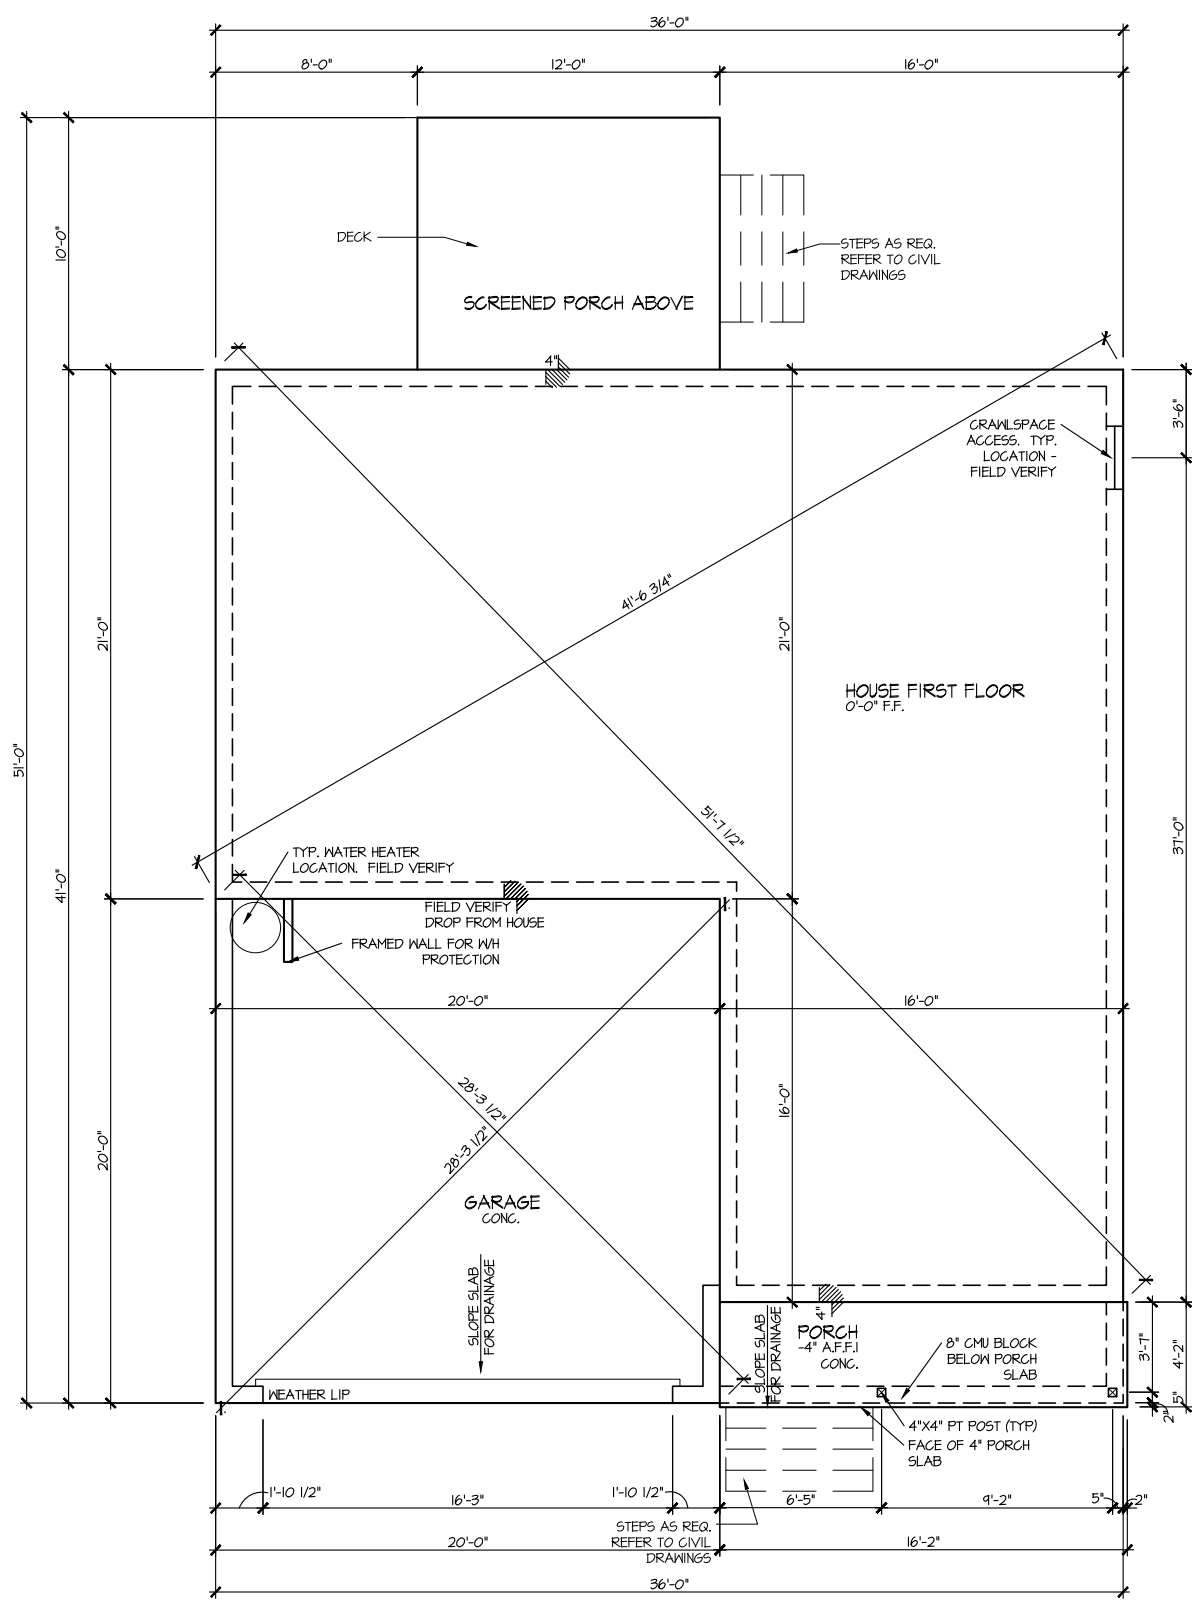 36'-0"
8'-0"
12'-0"
16'-0"
10'-0"
DECK
STEPS AS REQ.
REFER TO CIVIL
DRAWINGS
SCREENED PORCH ABOVE
4"
3'-6"
CRAWLSPACE
ACCESS. TYP.
LOCATION -
FIELD VERIFY
41'-6 3/4"
21'-0"
21'-0"
HOUSE FIRST FLOOR
0'-0" F.F.
51'-0"
51'-7 1/2"
37'-0"
41'-0"
TYP. WATER HEATER
LOCATION. FIELD VERIFY
FIELD VERIFY
DROP FROM HOUSE
FRAMED WALL FOR W/H
PROTECTION
20'-0"
16'-0"
28'-3 1/2"
28'-3 1/2"
16'-0"
20'-0"
GARAGE
CONC.
SLOPE SLAB
FOR DRAINAGE
4"
PORCH
-4" A.F.F.I
CONC.
SLOPE SLAB
FOR DRAINAGE
8" CMU BLOCK
BELOW PORCH
SLAB
3'-7"
4'-2"
5"
2"
WEATHER LIP
4"X4" PT POST (TYP)
FACE OF 4" PORCH
SLAB
1'-10 1/2"
16'-3"
1'-10 1/2"
6'-5"
9'-2"
5"
2"
STEPS AS REQ.
REFER TO CIVIL
DRAWINGS
20'-0"
16'-2"
36'-0"